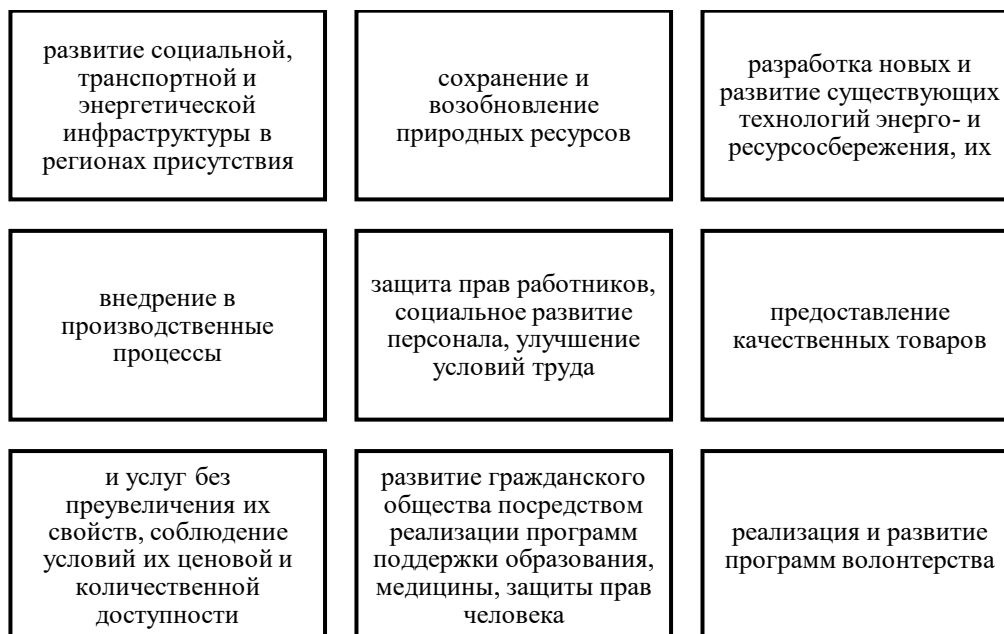 развитие социальной,
транспортной и
энергетической
инфраструктуры в
регионах присутствия
сохранение и
возобновление
природных ресурсов
разработка новых и
развитие существующих
технологий энерго- и
ресурсосбережения, их
внедрение в
производственные
процессы
защита прав работников,
социальное развитие
персонала, улучшение
условий труда
предоставление
качественных товаров
и услуг без
преувеличения их
свойств, соблюдение
условий их ценовой и
количественной
доступности
развитие гражданского
общества посредством
реализации программ
поддержки образования,
медицины, защиты прав
человека
реализация и развитие
программ волонтерства